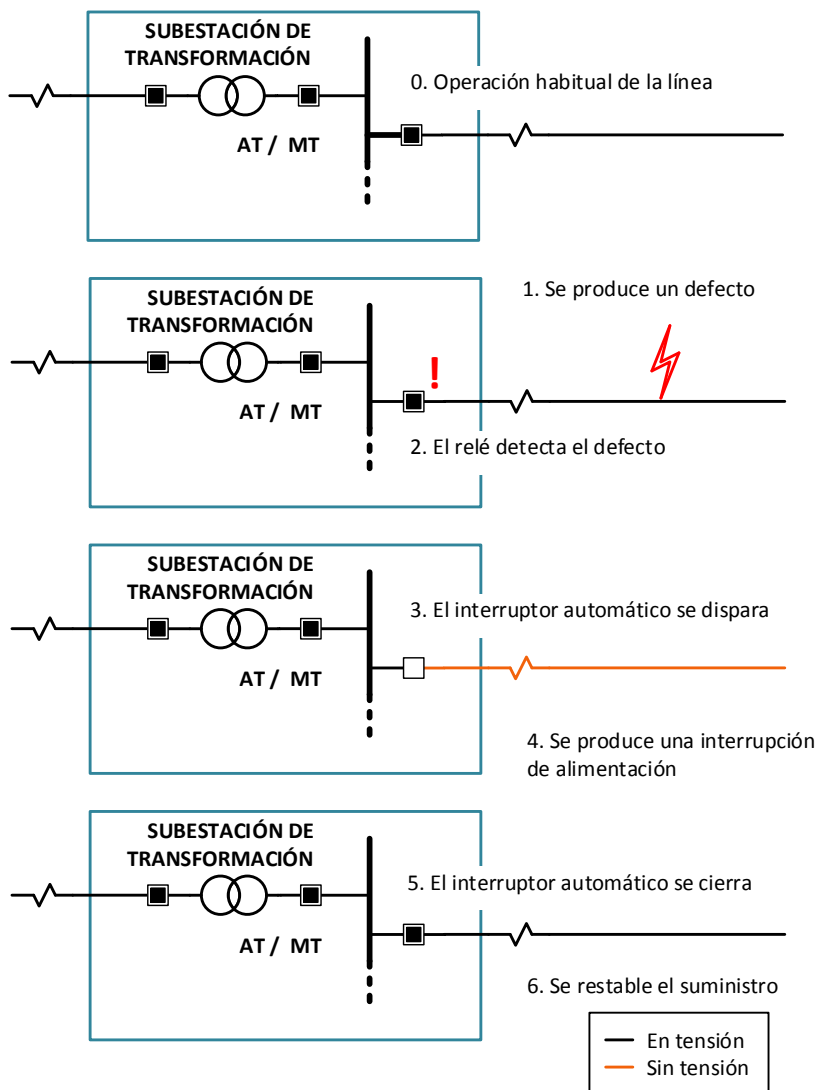 SUBESTACIÓN DE
TRANSFORMACIÓN
0. Operación habitual de la línea
AT / MT
1. Se produce un defecto
SUBESTACIÓN DE
TRANSFORMACIÓN
!
AT / MT
2. El relé detecta el defecto
SUBESTACIÓN DE
TRANSFORMACIÓN
3. El interruptor automático se dispara
AT / MT
4. Se produce una interrupción
de alimentación
SUBESTACIÓN DE
TRANSFORMACIÓN
5. El interruptor automático se cierra
AT / MT
6. Se restable el suministro
En tensión
Sin tensión